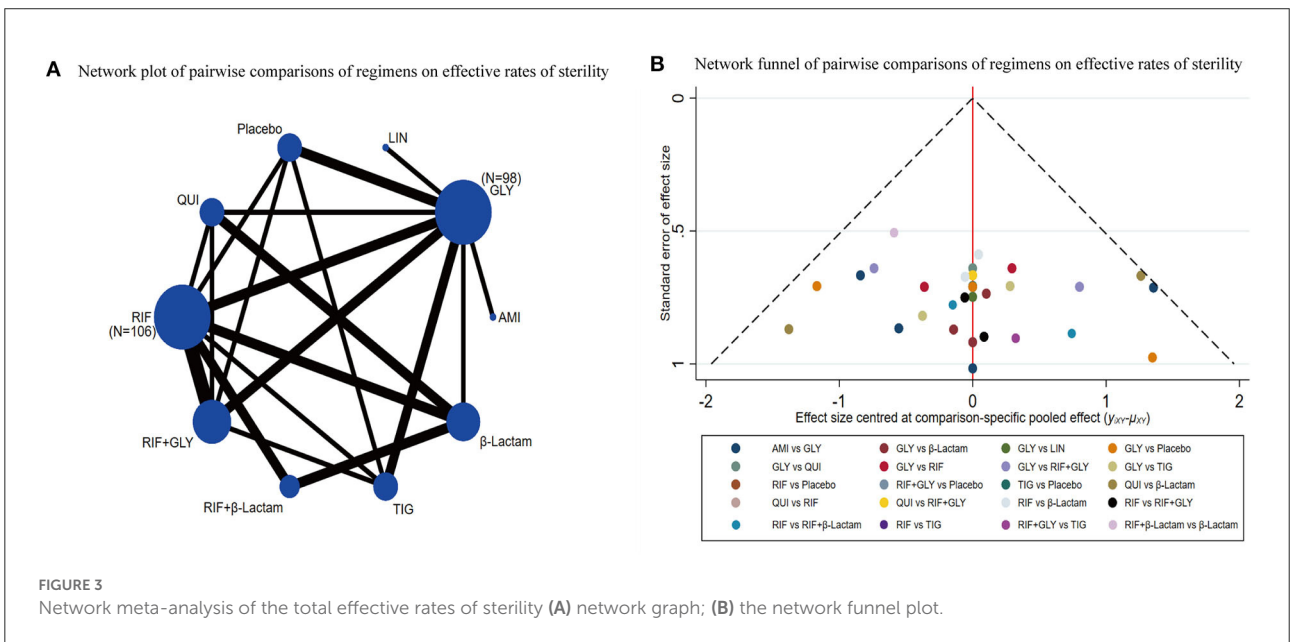 A Network plot of pairwise comparisons of regimens on effective rates of sterility
Placebo
LIN
(N=98)
GLY
QUI
RIF
(N=106)
AMI
RIF+GLY
β-Lactam
RIF+β-Lactam
TIG
B Network funnel of pairwise comparisons of regimens on effective rates of sterility
Standard error of effect size
0
.5
1
-2 -1 0 1 2
Effect size centred at comparison-specific pooled effect (yiXY-μXY)
AMI vs GLY GLY vs β-Lactam GLY vs LIN GLY vs Placebo
GLY vs QUI GLY vs RIF GLY vs RIF+GLY GLY vs TIG
RIF vs Placebo RIF+GLY vs Placebo TIG vs Placebo QUI vs β-Lactam
QUI vs RIF QUI vs RIF+GLY RIF vs β-Lactam RIF vs RIF+GLY
RIF vs RIF+β-Lactam RIF vs TIG RIF+GLY vs TIG RIF+β-Lactam vs β-Lactam
FIGURE 3
Network meta-analysis of the total effective rates of sterility (A) network graph; (B) the network funnel plot.